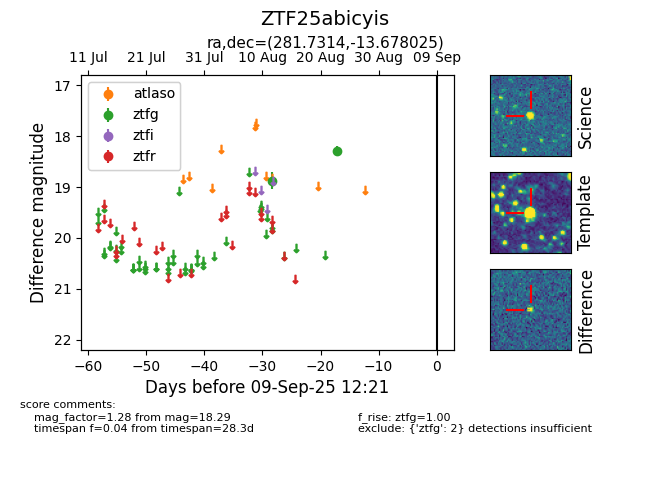 ZTF25abicyis
ra,dec=(281.7314,-13.678025)
11 Jul 21 Jul 31 Jul 10 Aug 20 Aug 30 Aug 09 Sep
atlaso
ztfg
ztfi
ztfr
17
18
19
20
21
22
Difference magnitude
−60 −50 −40 −30 −20 −10 0
Days before 09-Sep-25 12:21
Science
Template
Difference
score comments:
mag_factor=1.28 from mag=18.29
timespan f=0.04 from timespan=28.3d
f_rise: ztfg=1.00
exclude: {'ztfg': 2} detections insufficient